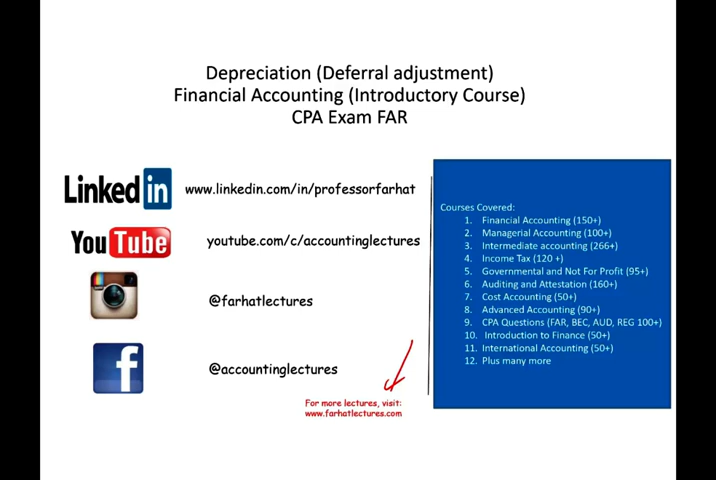 Depreciation (Deferral adjustment)
Financial Accounting (Introductory Course)
CPA Exam FAR
Linked in
www.linkedin.com/in/professorfarhat
You Tube
youtube.com/c/accountinglectures
@farhatlectures
f
@accountinglectures
For more lectures, visit:
www.farhatlectures.com
Courses Covered:
1. Financial Accounting (150+)
2. Managerial Accounting (100+)
3. Intermediate accounting (266+)
4. Income Tax (120 +)
5. Governmental and Not For Profit (95+)
6. Auditing and Attestation (160+)
7. Cost Accounting (50+)
8. Advanced Accounting (90+)
9. CPA Questions (FAR, BEC, AUD, REG 100+)
10. Introduction to Finance (50+)
11. International Accounting (50+)
12. Plus many more